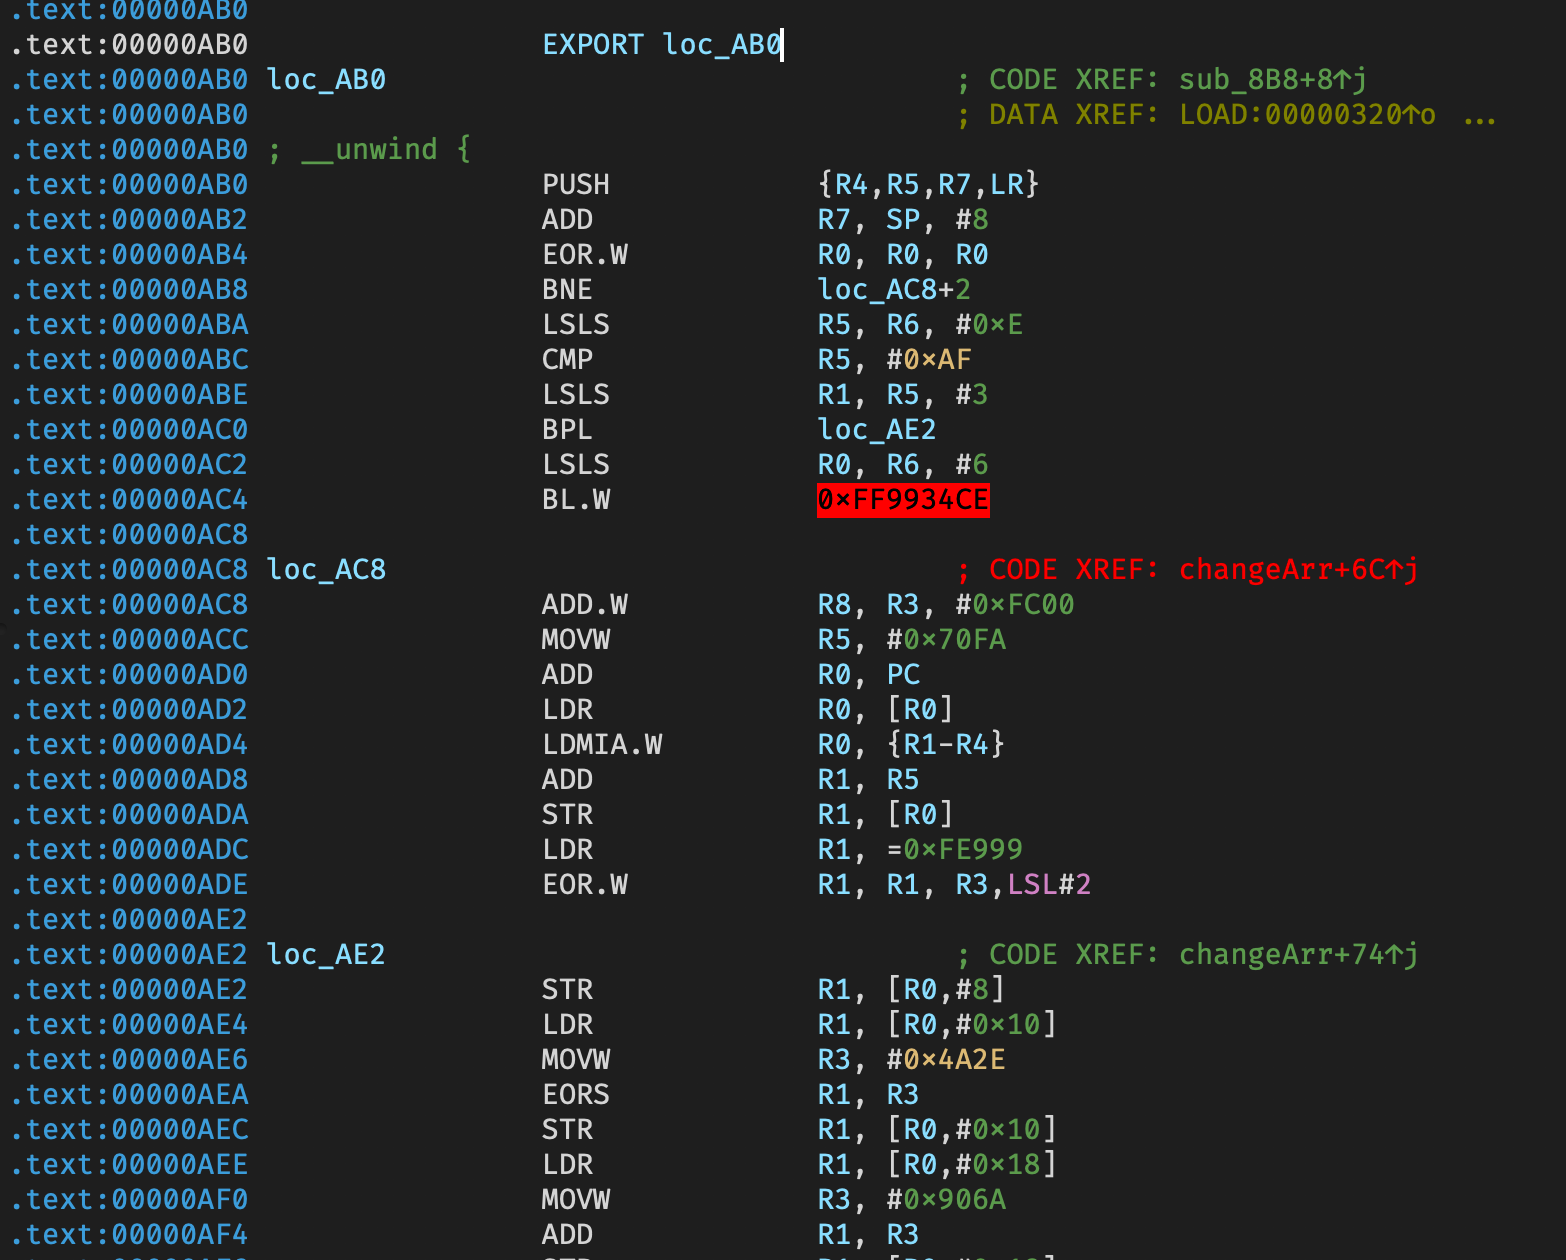 .text:00000AB0
.text:00000AB0 EXPORT loc_AB0
.text:00000AB0 loc_AB0 ; CODE XREF: sub_8B8+8↑j
.text:00000AB0 ; DATA XREF: LOAD:00000320↑o ...
.text:00000AB0 ; __unwind {
.text:00000AB0 PUSH {R4,R5,R7,LR}
.text:00000AB2 ADD R7, SP, #8
.text:00000AB4 EOR.W R0, R0, R0
.text:00000AB8 BNE loc_AC8+2
.text:00000ABA LSLS R5, R6, #0×E
.text:00000ABC CMP R5, #0×AF
.text:00000ABE LSLS R1, R5, #3
.text:00000AC0 BPL loc_AE2
.text:00000AC2 LSLS R0, R6, #6
.text:00000AC4 BL.W 0×FF9934CE
.text:00000AC8
.text:00000AC8 loc_AC8 ; CODE XREF: changeArr+6C↑j
.text:00000AC8 ADD.W R8, R3, #0×FC00
.text:00000ACC MOVW R5, #0×70FA
.text:00000AD0 ADD R0, PC
.text:00000AD2 LDR R0, [R0]
.text:00000AD4 LDMIA.W R0, {R1-R4}
.text:00000AD8 ADD R1, R5
.text:00000ADA STR R1, [R0]
.text:00000ADC LDR R1, =0×FE999
.text:00000ADE EOR.W R1, R1, R3,LSL#2
.text:00000AE2
.text:00000AE2 loc_AE2 ; CODE XREF: changeArr+74↑j
.text:00000AE2 STR R1, [R0,#8]
.text:00000AE4 LDR R1, [R0,#0×10]
.text:00000AE6 MOVW R3, #0×4A2E
.text:00000AEA EORS R1, R3
.text:00000AEC STR R1, [R0,#0×10]
.text:00000AEE LDR R1, [R0,#0×18]
.text:00000AF0 MOVW R3, #0×906A
.text:00000AF4 ADD R1, R3